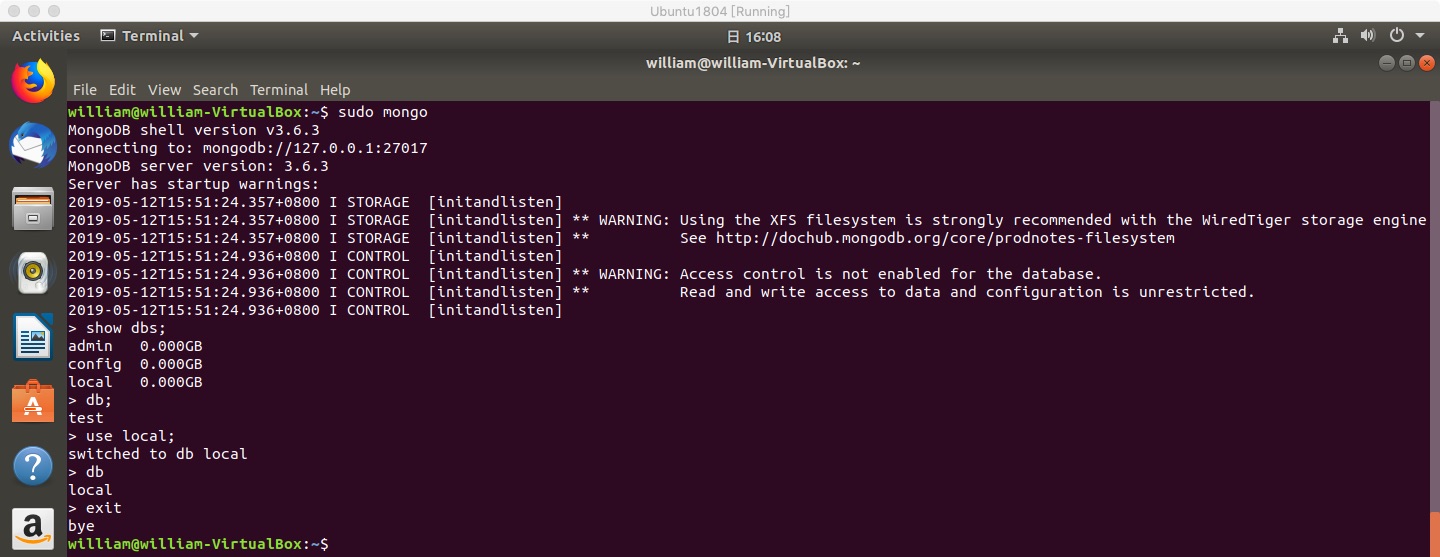 Ubuntu1804 [Running]
Activities Terminal 日 16:08
william@william-VirtualBox: ~
File Edit View Search Terminal Help
william@william-VirtualBox:~$ sudo mongo
MongoDB shell version v3.6.3
connecting to: mongodb://127.0.0.1:27017
MongoDB server version: 3.6.3
Server has startup warnings:
2019-05-12T15:51:24.357+0800 I STORAGE  [initandlisten]
2019-05-12T15:51:24.357+0800 I STORAGE  [initandlisten] ** WARNING: Using the XFS filesystem is strongly recommended with the WiredTiger storage engine
2019-05-12T15:51:24.357+0800 I STORAGE  [initandlisten] **          See http://dochub.mongodb.org/core/prodnotes-filesystem
2019-05-12T15:51:24.936+0800 I CONTROL  [initandlisten]
2019-05-12T15:51:24.936+0800 I CONTROL  [initandlisten] ** WARNING: Access control is not enabled for the database.
2019-05-12T15:51:24.936+0800 I CONTROL  [initandlisten] **          Read and write access to data and configuration is unrestricted.
2019-05-12T15:51:24.936+0800 I CONTROL  [initandlisten]
> show dbs;
admin   0.000GB
config  0.000GB
local   0.000GB
> db;
test
> use local;
switched to db local
> db
local
> exit
bye
william@william-VirtualBox:~$